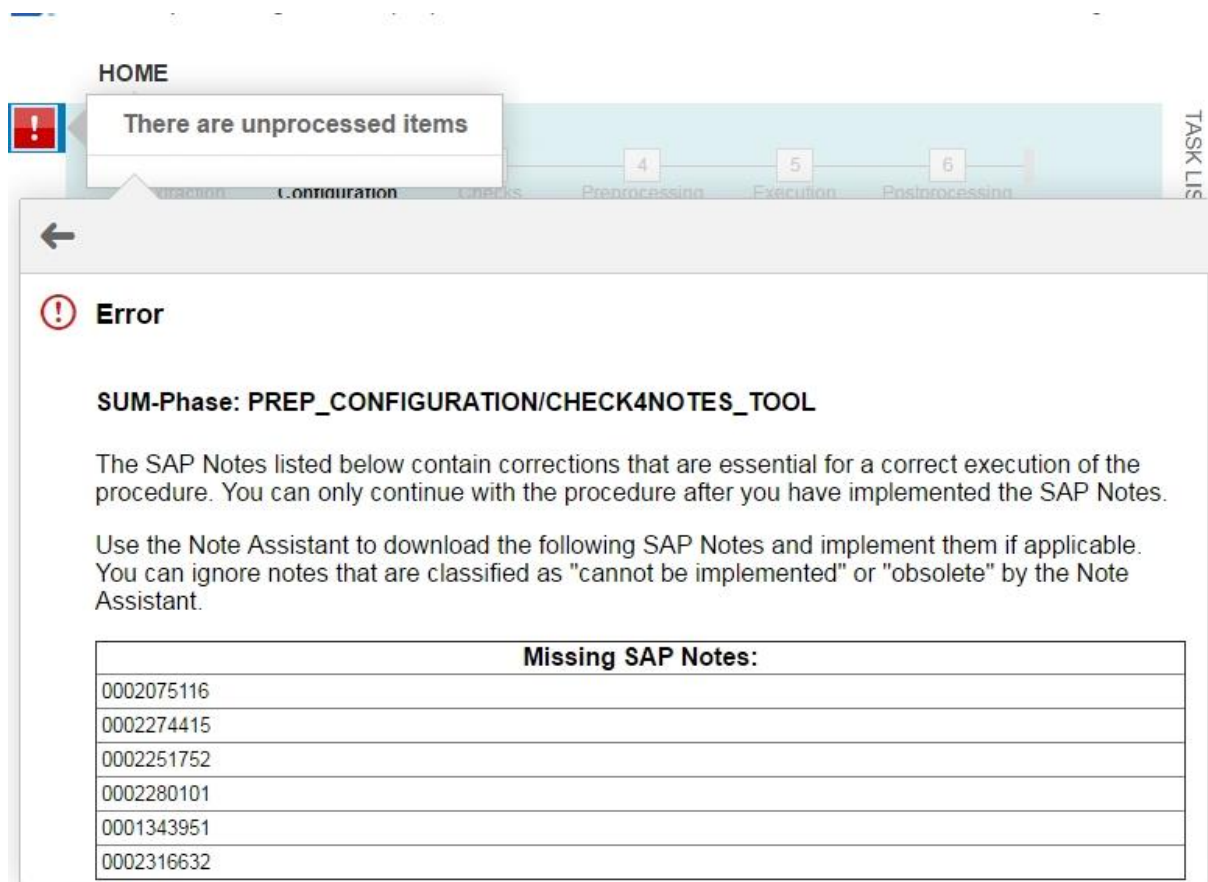 HOME
There are unprocessed items
TASK LIS
4
5
6
Configuration
Checks
Preprocessing
Execution
Postprocessing
Error
SUM-Phase: PREP_CONFIGURATION/CHECK4NOTES_TOOL
The SAP Notes listed below contain corrections that are essential for a correct execution of the
procedure. You can only continue with the procedure after you have implemented the SAP Notes.
Use the Note Assistant to download the following SAP Notes and implement them if applicable.
You can ignore notes that are classified as "cannot be implemented" or "obsolete" by the Note
Assistant.
Missing SAP Notes:
0002075116
0002274415
0002251752
0002280101
0001343951
0002316632